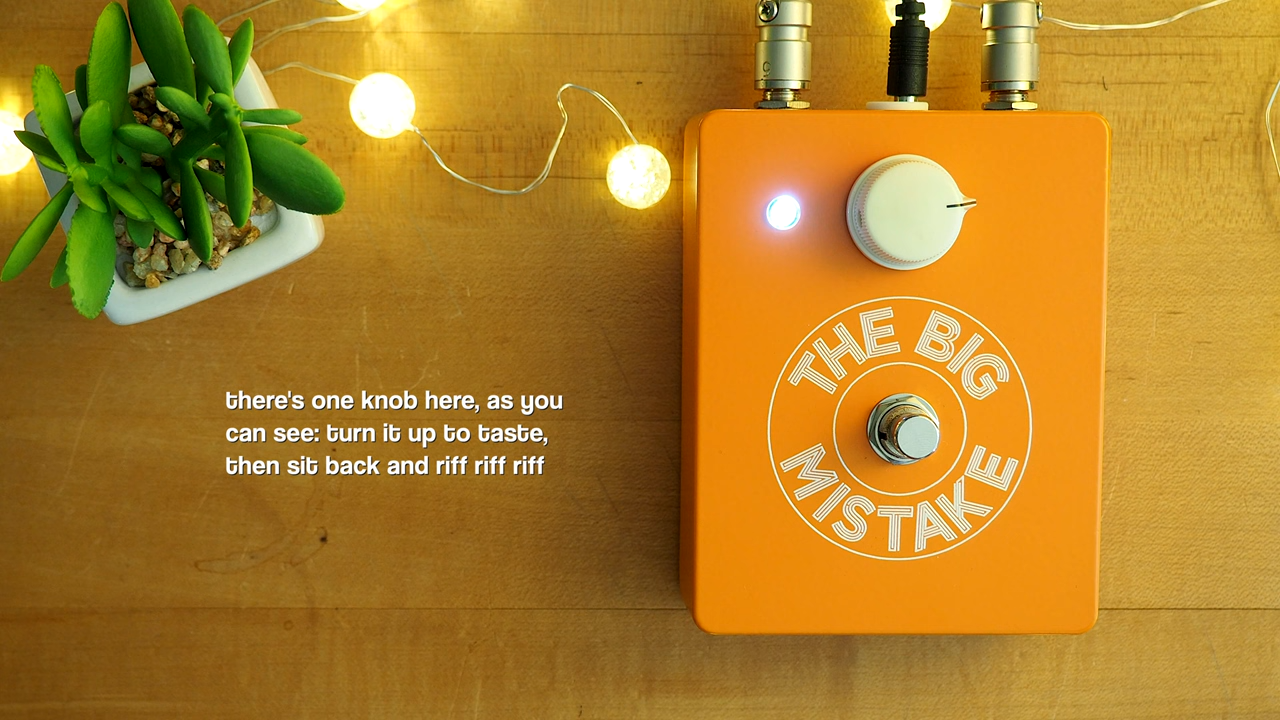 there's one knob here, as you
can see: turn it up to taste,
then sit back and riff riff riff
THE BIG
MISTAKE